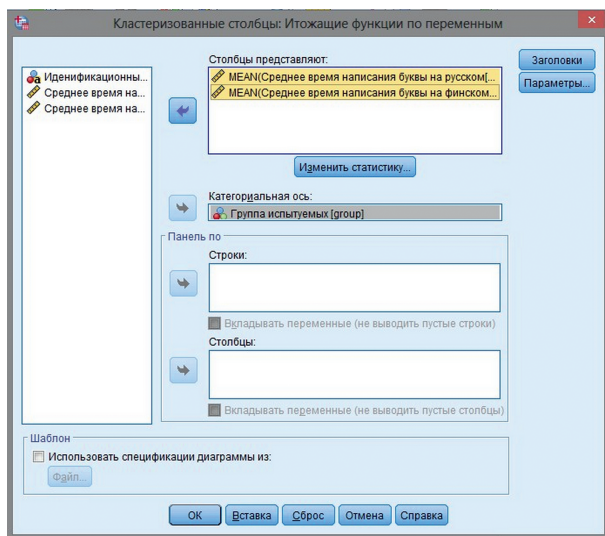 Кластеризованные столбцы: Итожащие функции по переменным
Иденификационны...
Среднее время на...
Среднее время на...
Столбцы представляют:
MEAN(Среднее время написания буквы на русском[...
MEAN(Среднее время написания буквы на финском...
Изменить статистику...
Категориальная ось:
Группа испытуемых [group]
Панель по
Строки:
Вкладывать переменные (не выводить пустые строки)
Столбцы:
Вкладывать переменные (не выводить пустые столбцы)
Заголовки
Параметры...
Шаблон
Использовать спецификации диаграммы из:
Файл...
ОК Вставка Сброс Отмена Справка